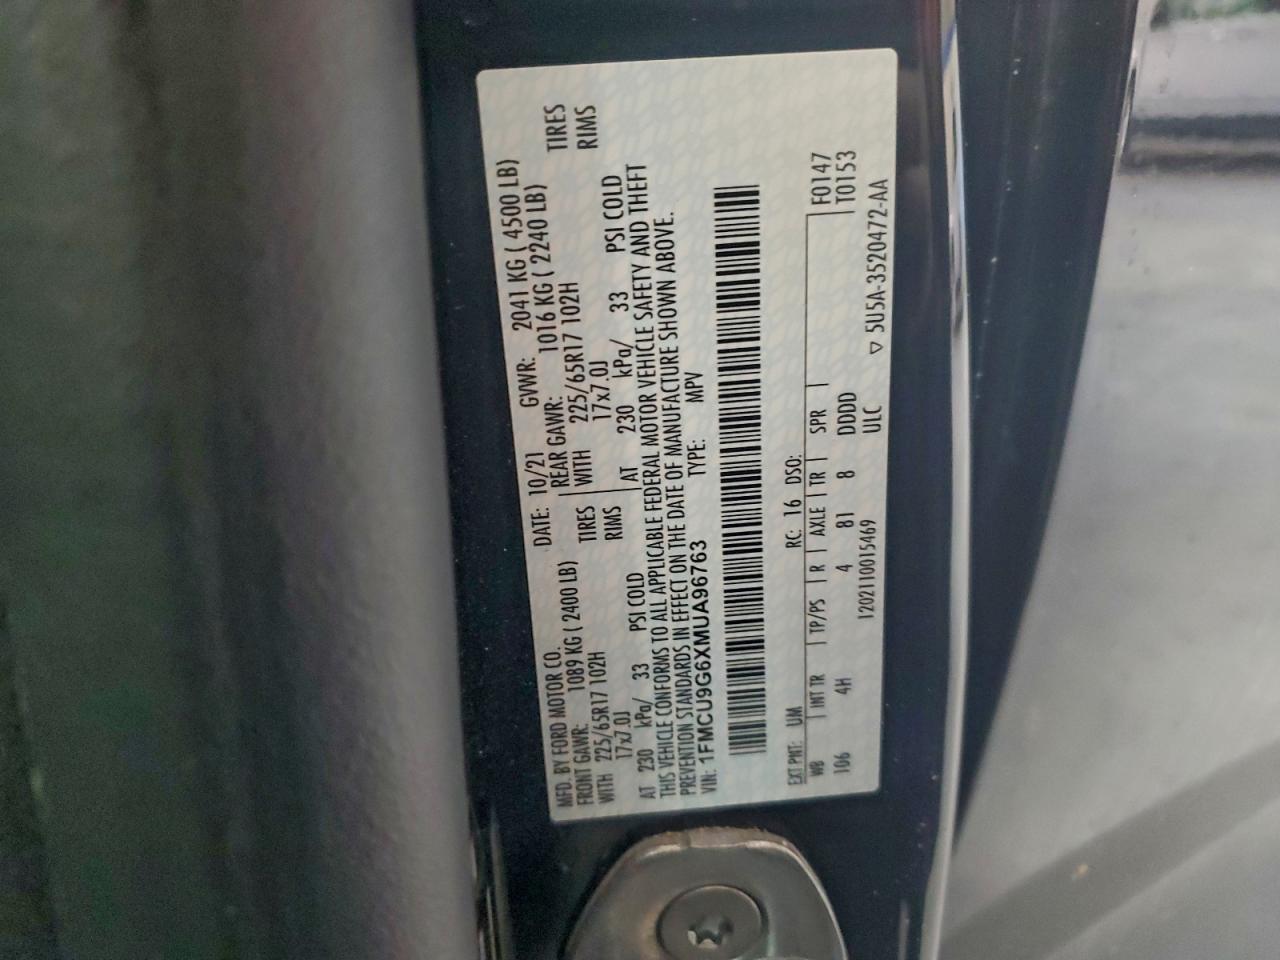 MFD. BY FORD MOTOR CO. DATE: 10/21 GVWR: 2041 KG ( 4500 LB)
FRONT GAWR: 1089 KG ( 2400 LB) REAR GAWR: 1016 KG ( 2240 LB)
WITH 225/65R17 102H TIRES WITH 225/65R17 102H TIRES
17x7.0J RIMS 17x7.0J RIMS
AT 230 kPa/ 33 PSI COLD AT 230 kPa/ 33 PSI COLD
THIS VEHICLE CONFORMS TO ALL APPLICABLE FEDERAL MOTOR VEHICLE SAFETY AND THEFT
PREVENTION STANDARDS IN EFFECT ON THE DATE OF MANUFACTURE SHOWN ABOVE.
VIN: 1FMCU9G6XMUA96763 TYPE: MPV
EXT PNT: UM RC: 16 DSO: F0147
WB INT TR TP/PS R AXLE TR SPR T0153
106 4H 4 81 8 DDDD
1202110015469 ULC ▽ 5U5A-3520472-AA